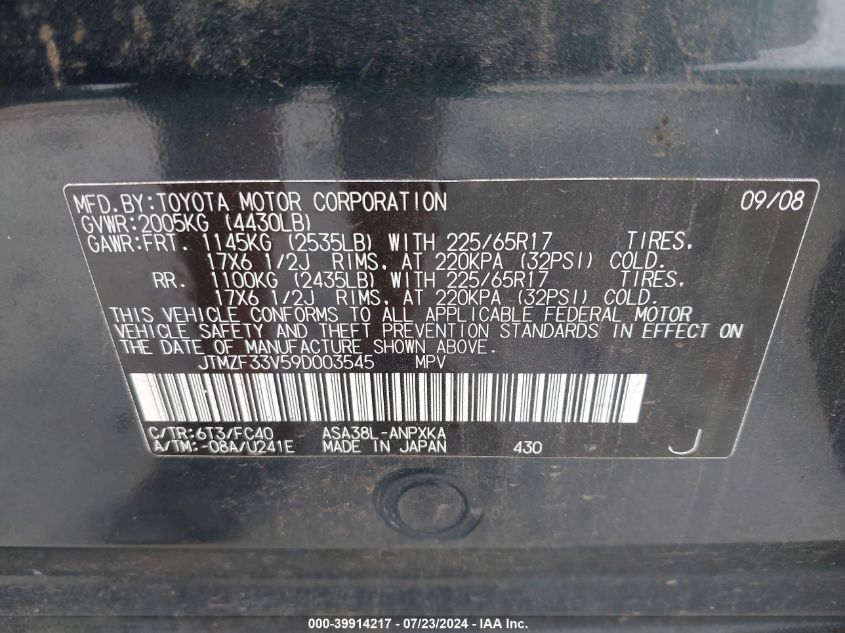 MFD.BY:TOYOTA MOTOR CORPORATION 09/08
GVWR:2005KG (4430LB)
GAWR:FRT. 1145KG (2535LB) WITH 225/65R17 TIRES,
17X6 1/2J RIMS, AT 220KPA (32PSI) COLD.
RR. 1100KG (2435LB) WITH 225/65R17 TIRES,
17X6 1/2J RIMS, AT 220KPA (32PSI) COLD.
THIS VEHICLE CONFORMS TO ALL APPLICABLE FEDERAL MOTOR
VEHICLE SAFETY AND THEFT PREVENTION STANDARDS IN EFFECT ON
THE DATE OF MANUFACTURE SHOWN ABOVE.
JTMZF33V59D003545 MPV
C/TR:6T3/FC40 ASA38L-ANPXKA
A/TM:-08A/U241E MADE IN JAPAN 430 J
000-39914217 - 07/23/2024 - IAA Inc.